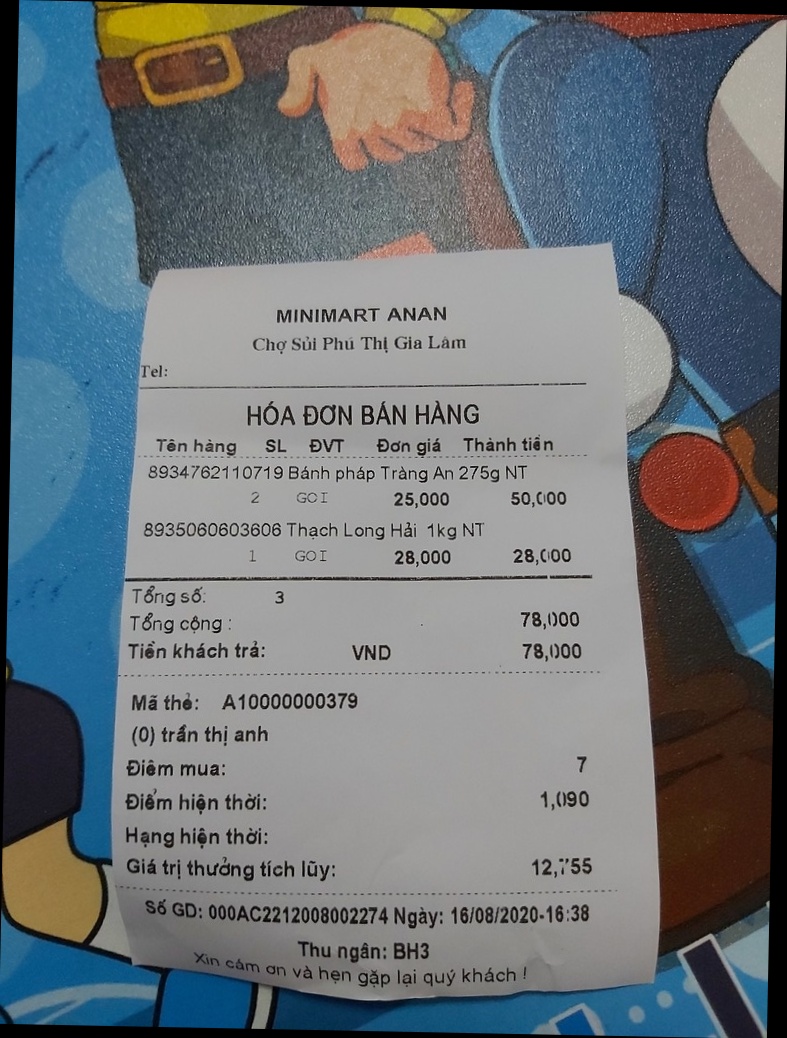 MINIMART ANAN
Chợ Sủi Phú Thị Gia Lâm
Tel:
HÓA ĐƠN BÁN HÀNG
Tên hàng SL ĐVT Đơn giá Thành tiền
8934762110719 Bánh pháp Tràng An 275g NT
2 GOI 25,000 50,000
8935060603606 Thạch Long Hải 1kg NT
1 GOI 28,000 28,000
Tổng số: 3
Tổng cộng : 78,000
Tiền khách trả: VND 78,000
Mã thẻ: A10000000379
(0) trần thị anh
Điểm mua: 7
Điểm hiện thời: 1,090
Hạng hiện thời:
Giá trị thưởng tích lũy: 12,755
Số GD: 000AC2212008002274 Ngày: 16/08/2020-16:38
Thu ngân: BH3
Xin cám ơn và hẹn gặp lại quý khách !